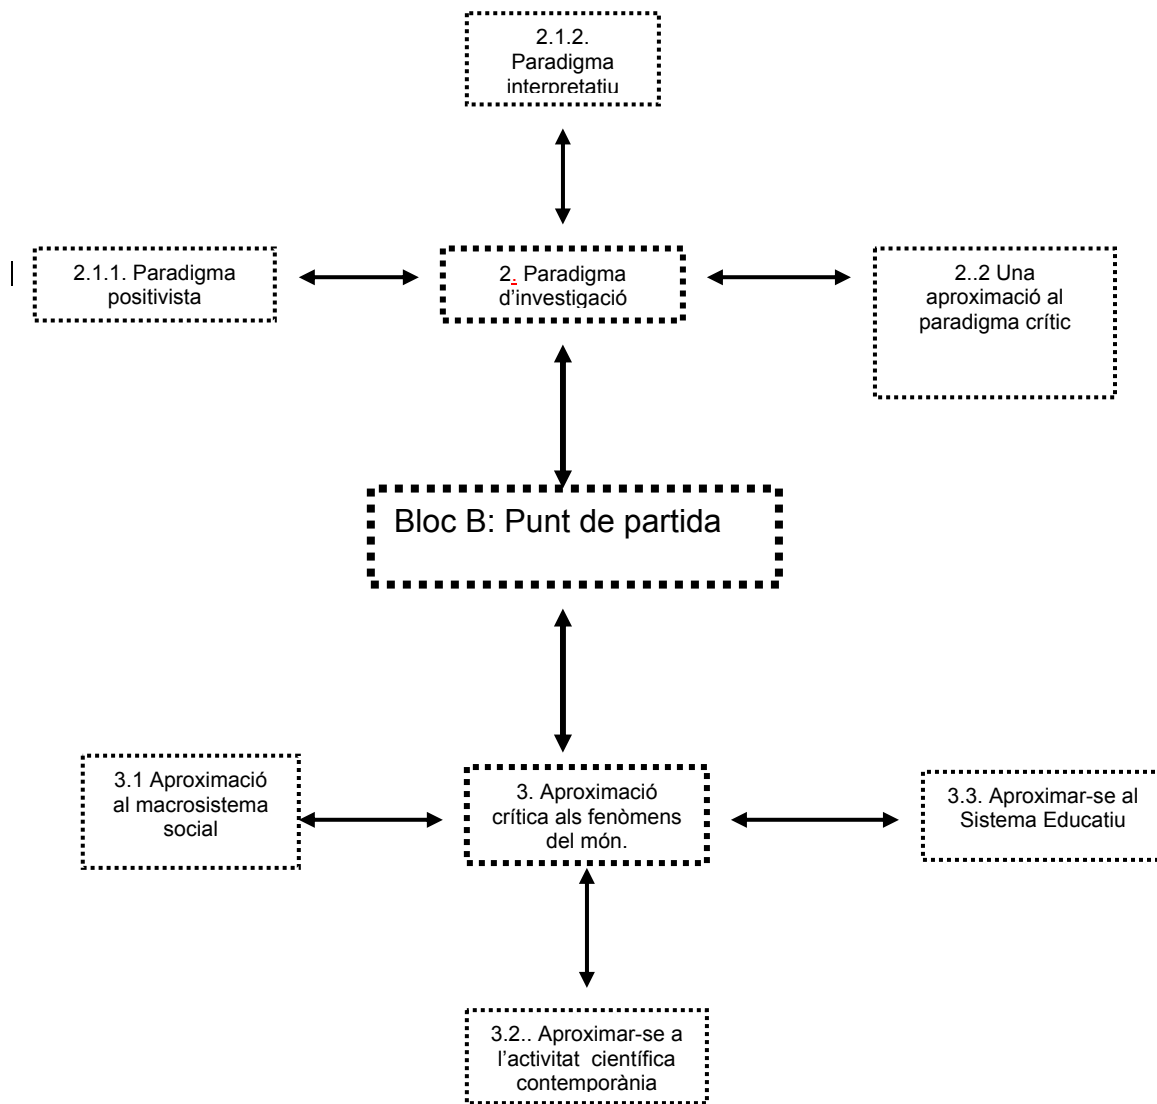 2.1.2.
Paradigma
interpretatiu
2.1.1. Paradigma
positivista
2. Paradigma
d’investigació
2..2 Una
aproximació al
paradigma crític
Bloc B: Punt de partida
3.1 Aproximació
al macrosistema
social
3. Aproximació
crítica als fenòmens
del món.
3.3. Aproximar-se al
Sistema Educatiu
3.2.. Aproximar-se a
l’activitat científica
contemporània